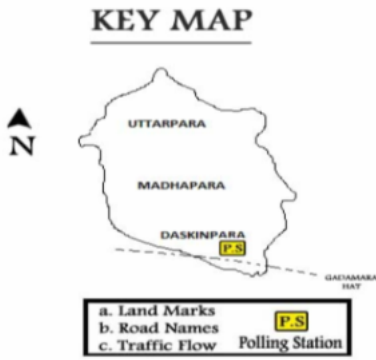 KEY MAP
UTTARPARA
N
MADHAPARA
DASKINPARA
P.S
GADAMARA
HAT
a. Land Marks
b. Road Names
c. Traffic Flow
P.S
Polling Station